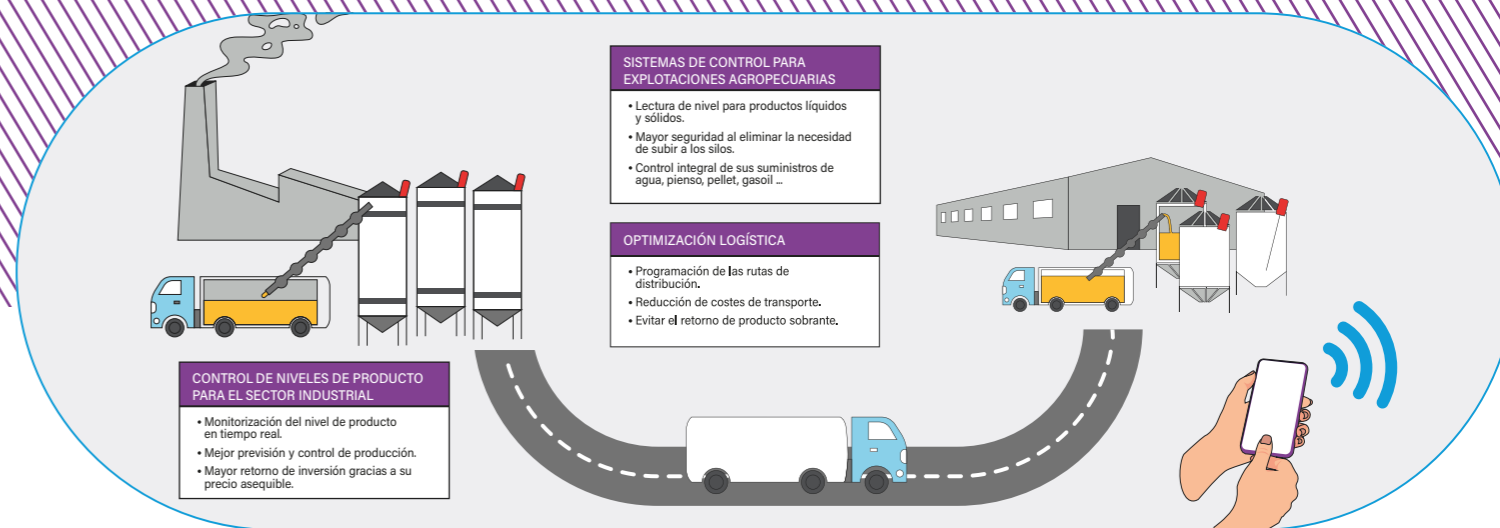 SISTEMAS DE CONTROL PARA
EXPLOTACIONES AGROPECUARIAS
• Lectura de nivel para productos líquidos
y sólidos.
• Mayor seguridad al eliminar la necesidad
de subir a los silos.
• Control integral de sus suministros de
agua, pienso, pellet, gasoil ...
OPTIMIZACIÓN LOGÍSTICA
• Programación de las rutas de
distribución.
• Reducción de costes de transporte.
• Evitar el retorno de producto sobrante.
CONTROL DE NIVELES DE PRODUCTO
PARA EL SECTOR INDUSTRIAL
• Monitorización del nivel de producto
en tiempo real.
• Mejor previsión y control de producción.
• Mayor retorno de inversión gracias a su
precio asequible.